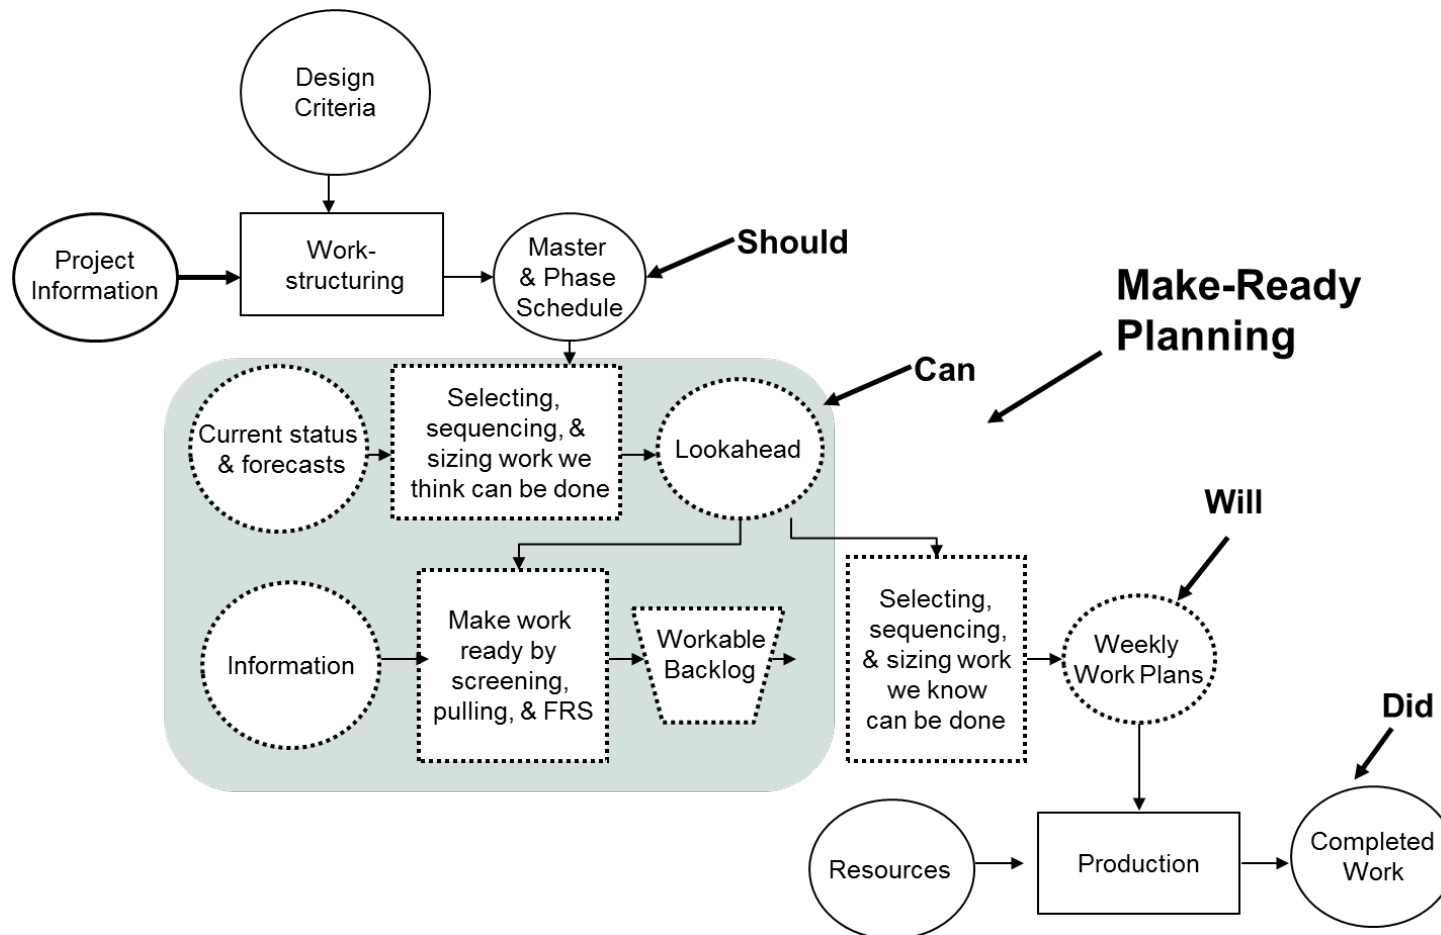 Design
Criteria
Project
Information
Work-
structuring
Master
& Phase
Schedule
Should
Make-Ready
Planning
Can
Current status
& forecasts
Selecting,
sequencing, &
sizing work we
think can be done
Lookahead
Will
Information
Make work
ready by
screening,
pulling, & FRS
Workable
Backlog
Selecting,
sequencing,
& sizing work
we know
can be done
Weekly
Work Plans
Did
Resources
Production
Completed
Work